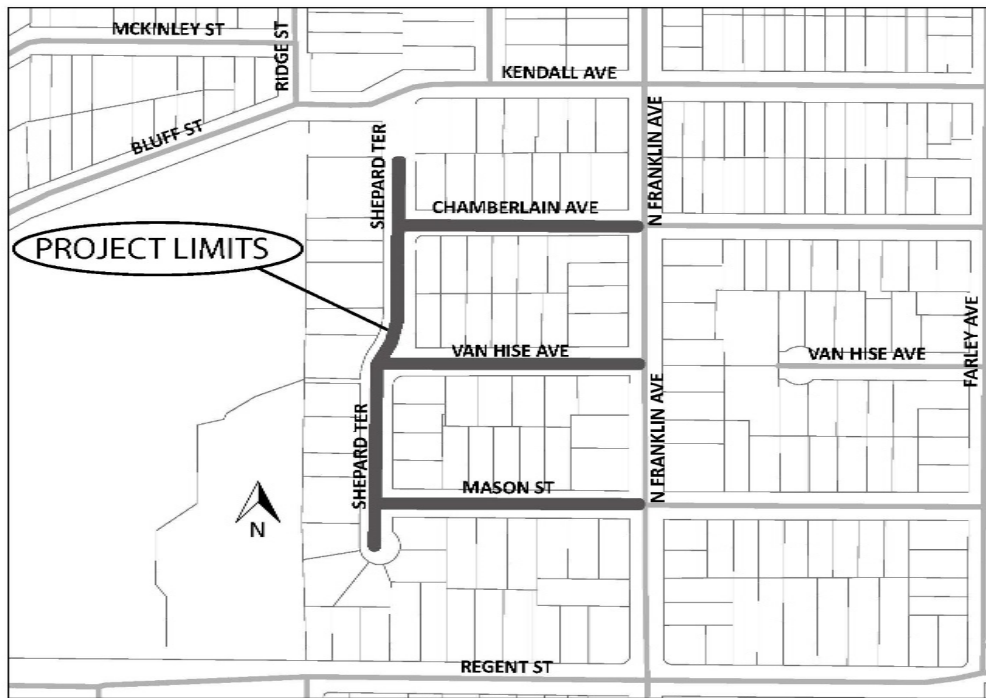 MCKINLEY ST
RIDGE ST
KENDALL AVE
BLUFF ST
SHEPARD TER
N FRANKLIN AVE
CHAMBERLAIN AVE
PROJECT LIMITS
VAN HISE AVE
VAN HISE AVE
FARLEY AVE
SHEPARD TER
N FRANKLIN AVE
MASON ST
N
REGENT ST